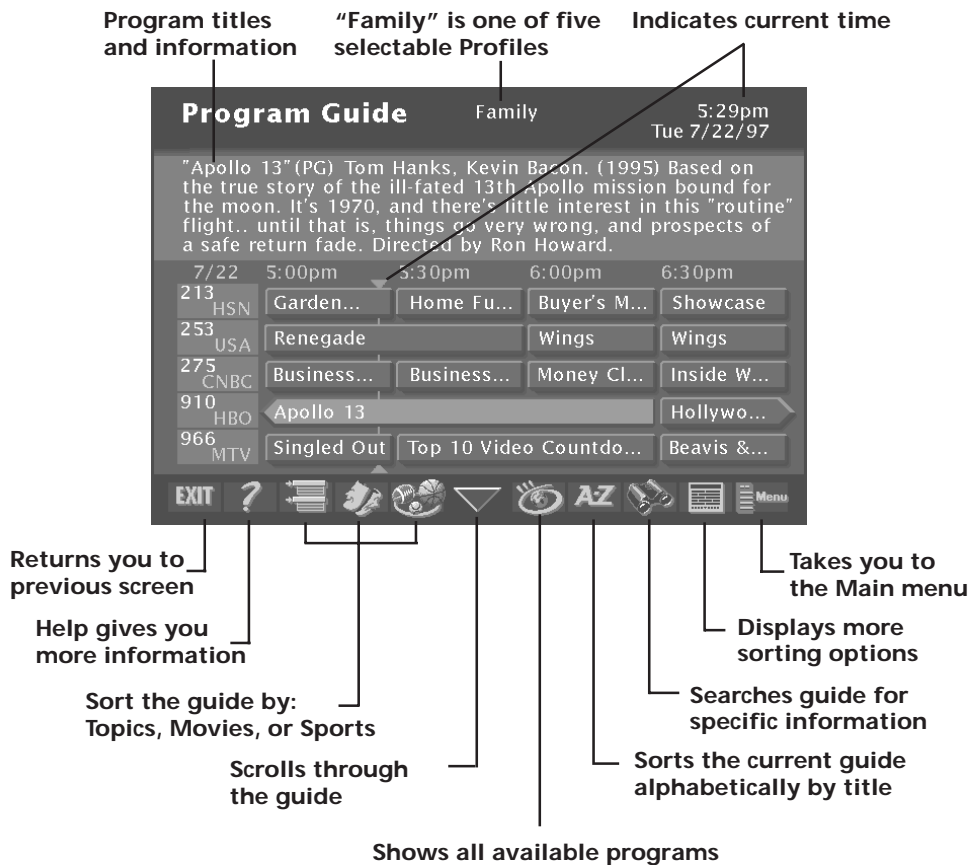 Program titles
and information
“Family” is one of five
selectable Profiles
Indicates current time
Program Guide
Family
5:29pm
Tue 7/22/97
"Apollo 13"(PG) Tom Hanks, Kevin Bacon. (1995) Based on
the true story of the ill-fated 13th Apollo mission bound for
the moon. It's 1970, and there's little interest in this "routine"
flight.. until that is, things go very wrong, and prospects of
a safe return fade. Directed by Ron Howard.
7/22 5:00pm 5:30pm 6:00pm 6:30pm
213 HSN Garden... Home Fu... Buyer's M... Showcase
253 USA Renegade Wings Wings
275 CNBC Business... Business... Money Cl... Inside W...
910 HBO Apollo 13 Hollywo...
966 MTV Singled Out Top 10 Video Countdo... Beavis &...
EXIT ? A-Z Menu
Returns you to
previous screen
Takes you to
the Main menu
Help gives you
more information
Displays more
sorting options
Sort the guide by:
Topics, Movies, or Sports
Searches guide for
specific information
Scrolls through
the guide
Sorts the current guide
alphabetically by title
Shows all available programs